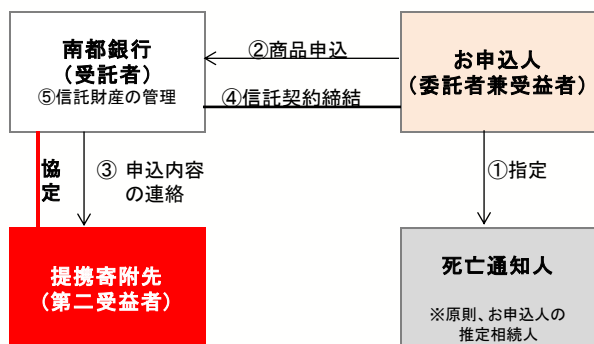 南都銀行
（受託者）
⑤信託財産の管理
②商品申込
④信託契約締結
お申込人
（委託者兼受益者）
協定
③ 申込内容
の連絡
①指定
提携寄附先
（第二受益者）
死亡通知人
※原則、お申込人の
推定相続人